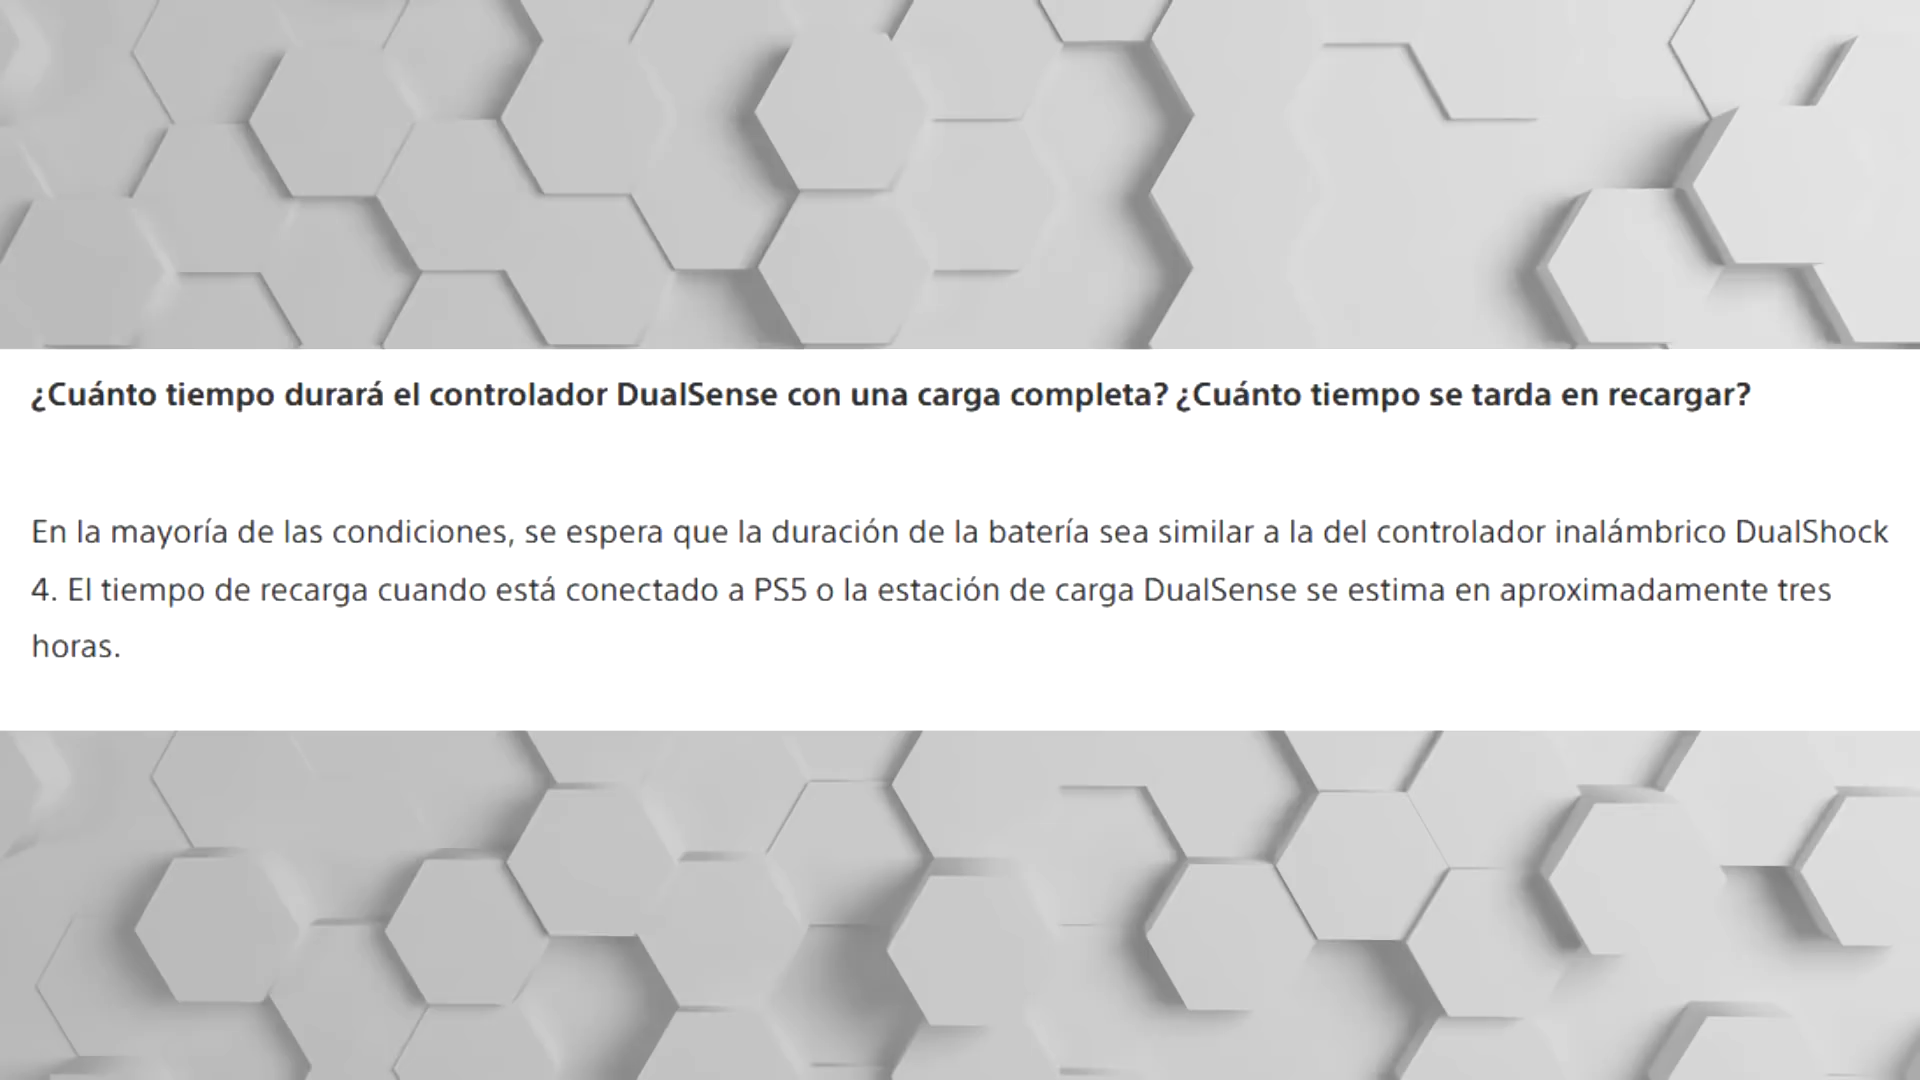 ¿Cuánto tiempo durará el controlador DualSense con una carga completa? ¿Cuánto tiempo se tarda en recargar?
En la mayoría de las condiciones, se espera que la duración de la batería sea similar a la del controlador inalámbrico DualShock
4. El tiempo de recarga cuando está conectado a PS5 o la estación de carga DualSense se estima en aproximadamente tres
horas.